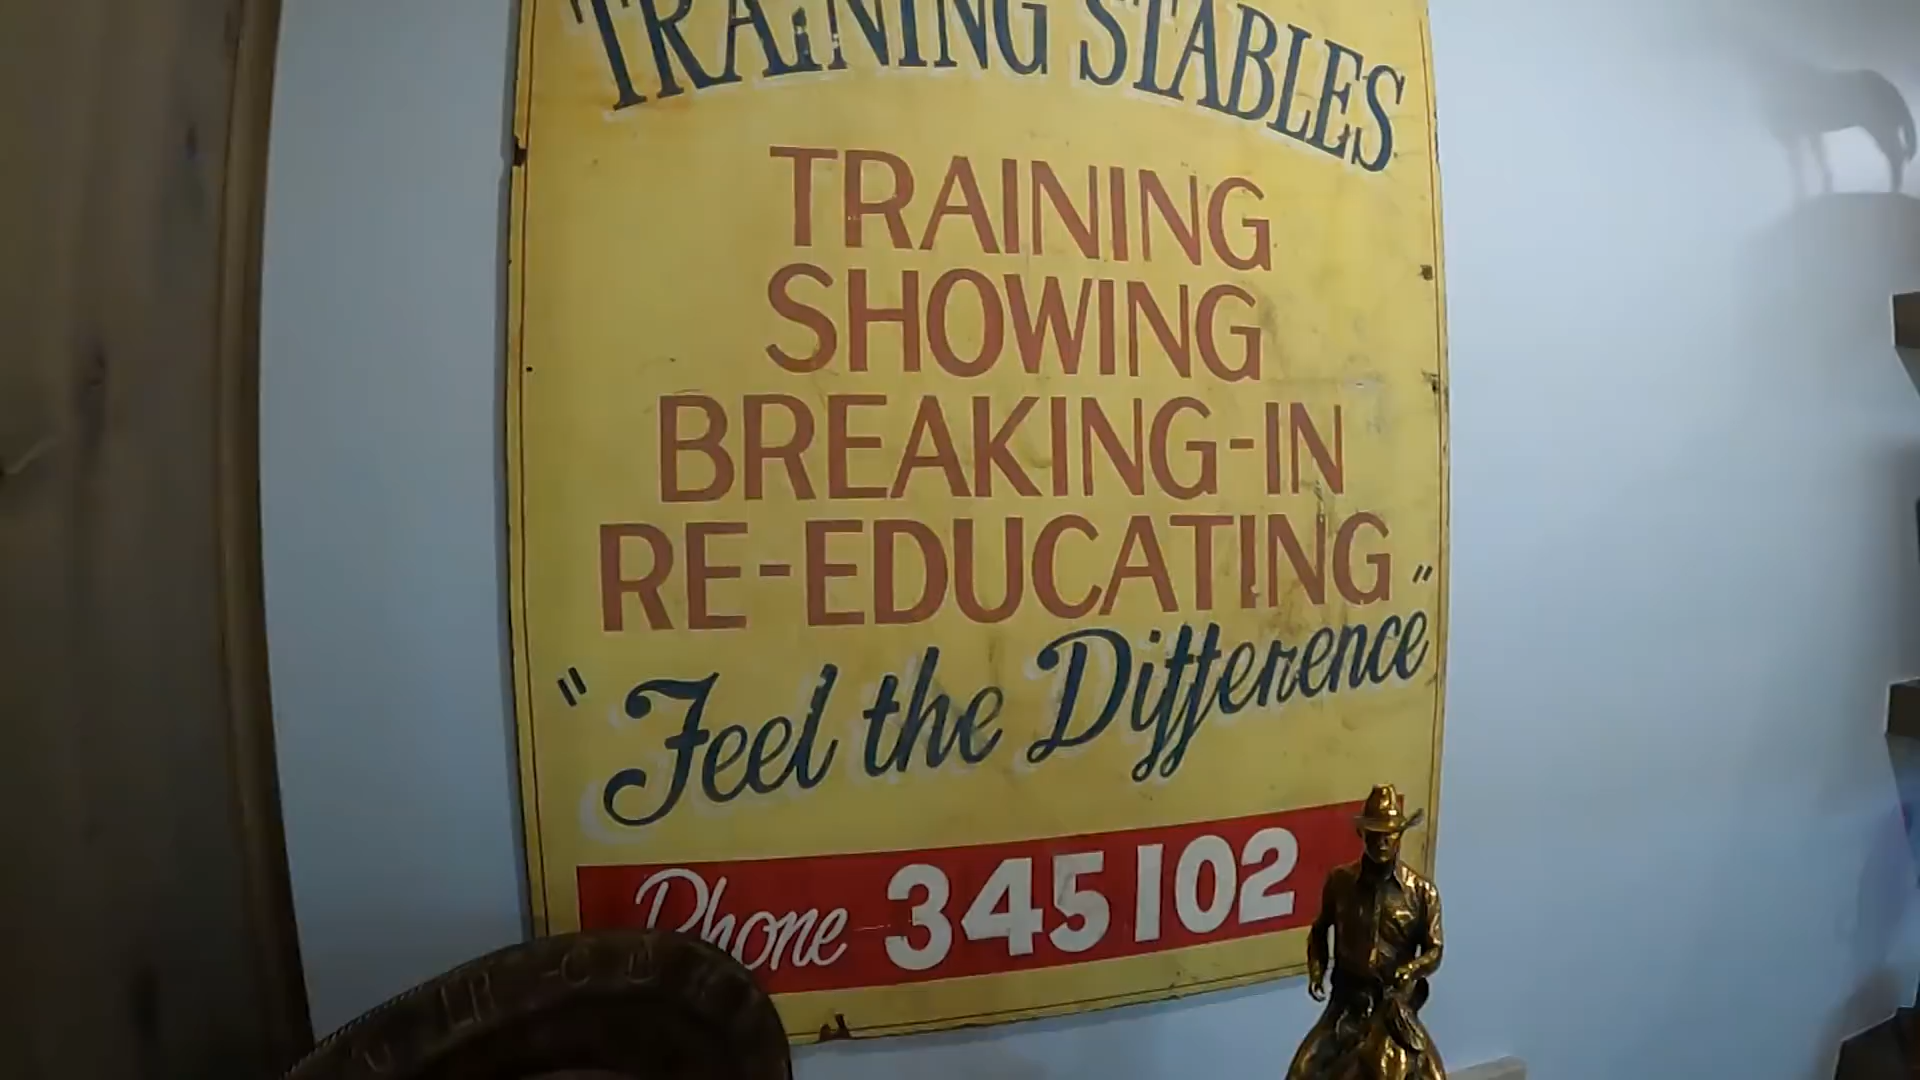 TRAINING STABLES
TRAINING
SHOWING
BREAKING-IN
RE-EDUCATING
"Feel the Difference"
Phone 345102